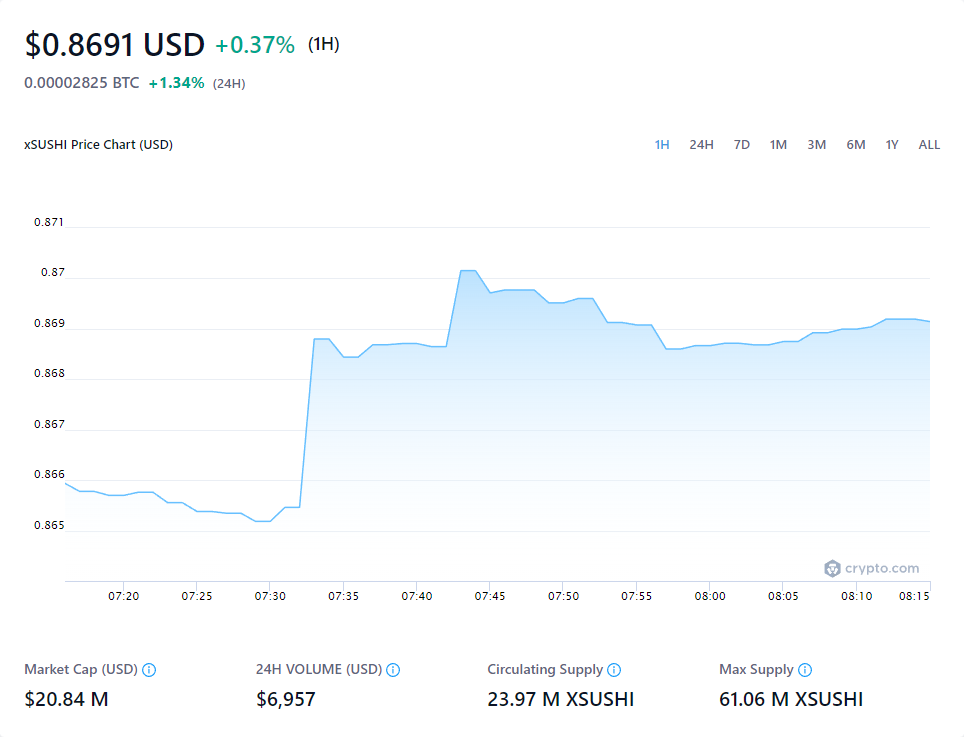 $0.8691 USD +0.37% (1H)
0.00002825 BTC +1.34% (24H)
xSUSHI Price Chart (USD) 1H 24H 7D 1M 3M 6M 1Y ALL
0.871
0.87
0.869
0.868
0.867
0.866
0.865
crypto.com
07:20 07:25 07:30 07:35 07:40 07:45 07:50 07:55 08:00 08:05 08:10 08:15
Market Cap (USD) 24H VOLUME (USD) Circulating Supply Max Supply
$20.84 M $6,957 23.97 M XSUSHI 61.06 M XSUSHI